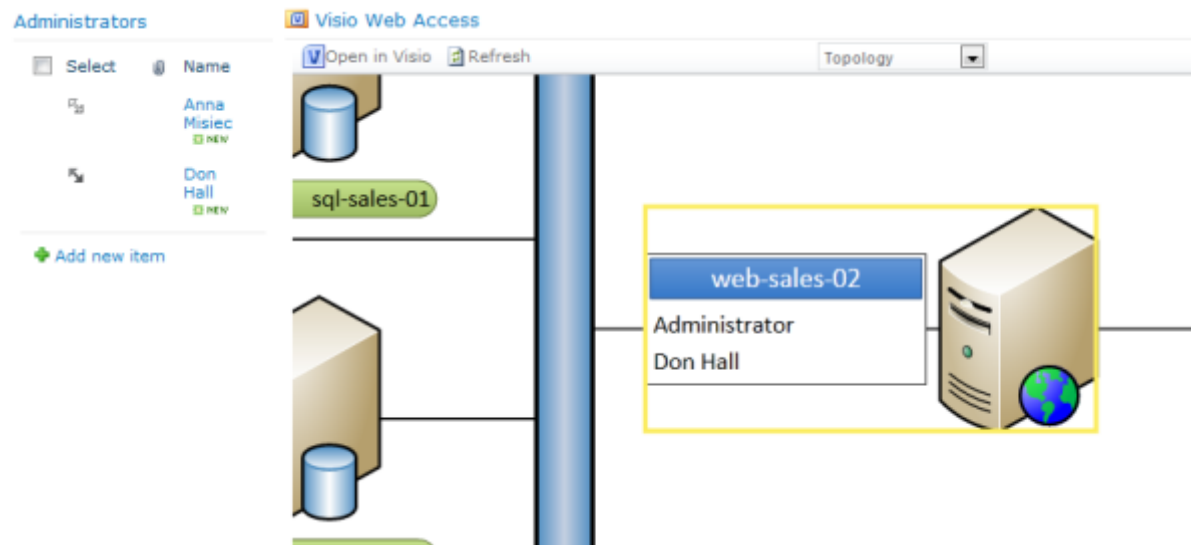 Administrators
Select Name
Anna
Misiec
NEW
Don
Hall
NEW
Add new item
Visio Web Access
Open in Visio Refresh Topology
sql-sales-01
web-sales-02
Administrator
Don Hall